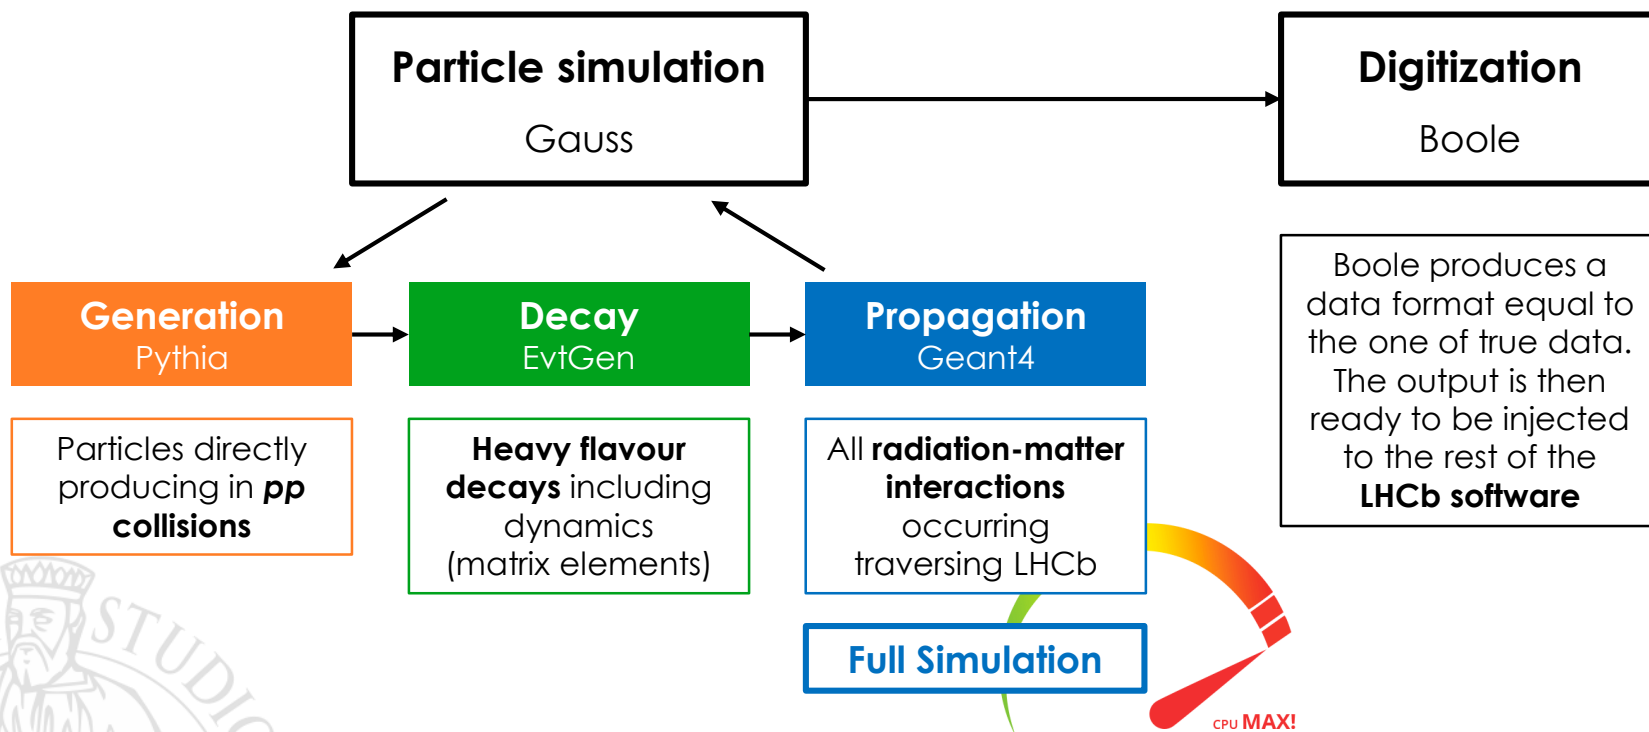 Particle simulation
Gauss
Digitization
Boole
Generation
Pythia
Decay
EvtGen
Propagation
Geant4
Particles directly
producing in pp
collisions
Heavy flavour
decays including
dynamics
(matrix elements)
All radiation-matter
interactions
occurring
traversing LHCb
Full Simulation
Boole produces a
data format equal to
the one of true data.
The output is then
ready to be injected
to the rest of the
LHCb software
CPU MAX!
STUDIO